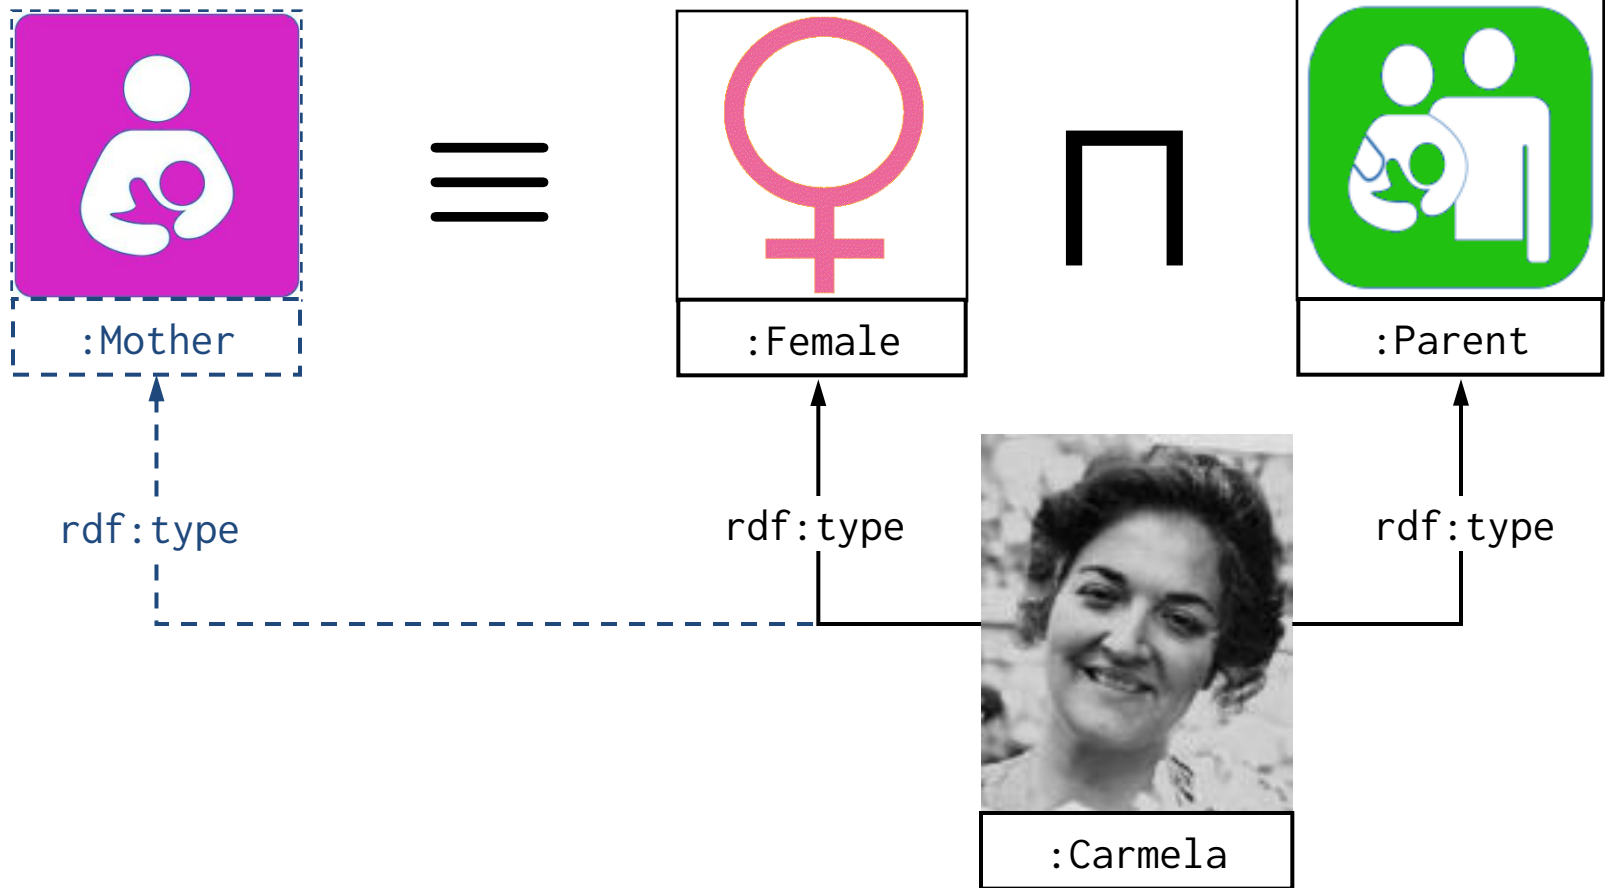 ≡
⊓
:Mother
:Female
:Parent
rdf:type
rdf:type
rdf:type
:Carmela